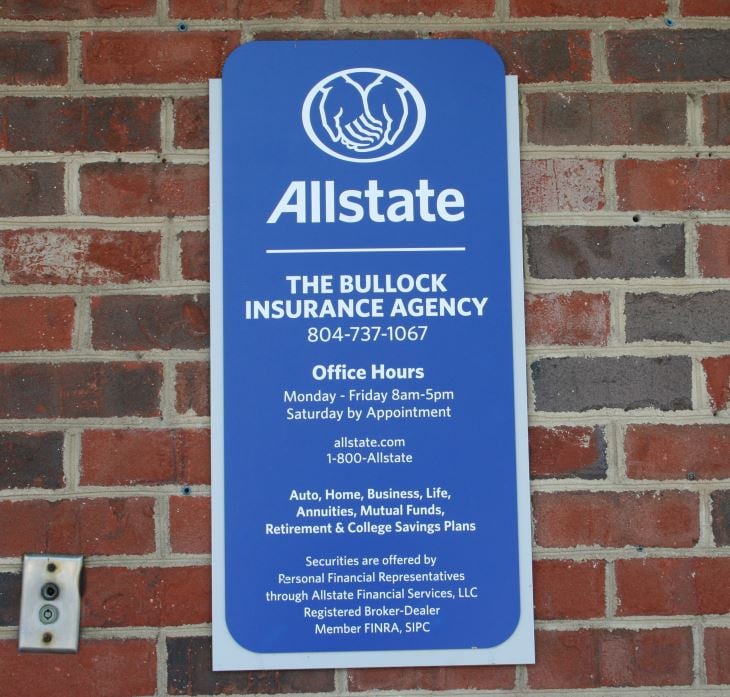 Allstate
THE BULLOCK
INSURANCE AGENCY
804-737-1067
Office Hours
Monday - Friday 8am-5pm
Saturday by Appointment
allstate.com
1-800-Allstate
Auto, Home, Business, Life,
Annuities, Mutual Funds,
Retirement & College Savings Plans
Securities are offered by
Personal Financial Representatives
through Allstate Financial Services, LLC
Registered Broker-Dealer
Member FINRA, SIPC